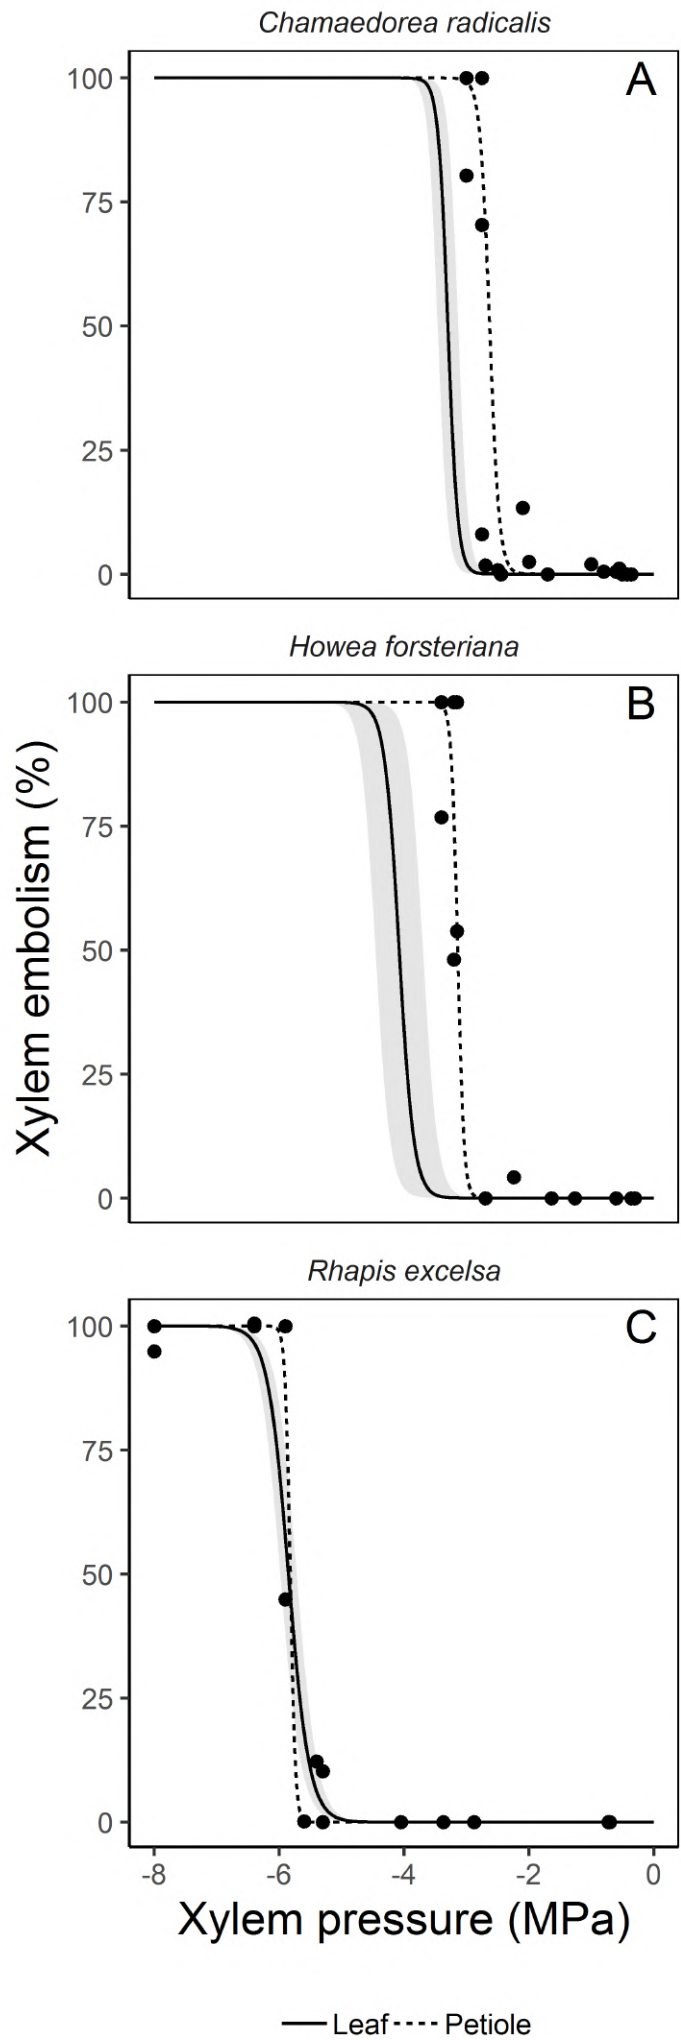 Chamaedorea radicalis
A
100
75
50
25
0
Howea forsteriana
B
100
75
50
25
0
Xylem embolism (%)
Rhapis excelsa
C
100
75
50
25
0
-8 -6 -4 -2 0
Xylem pressure (MPa)
Leaf Petiole